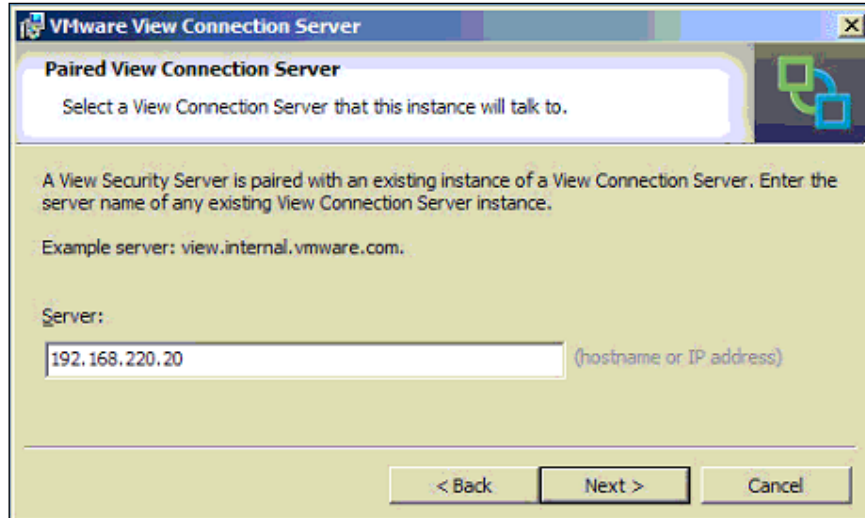 VMware View Connection Server
Paired View Connection Server
Select a View Connection Server that this instance will talk to.
A View Security Server is paired with an existing instance of a View Connection Server. Enter the
server name of any existing View Connection Server instance.
Example server: view.internal.vmware.com.
Server:
192.168.220.20 (hostname or IP address)
< Back Next > Cancel